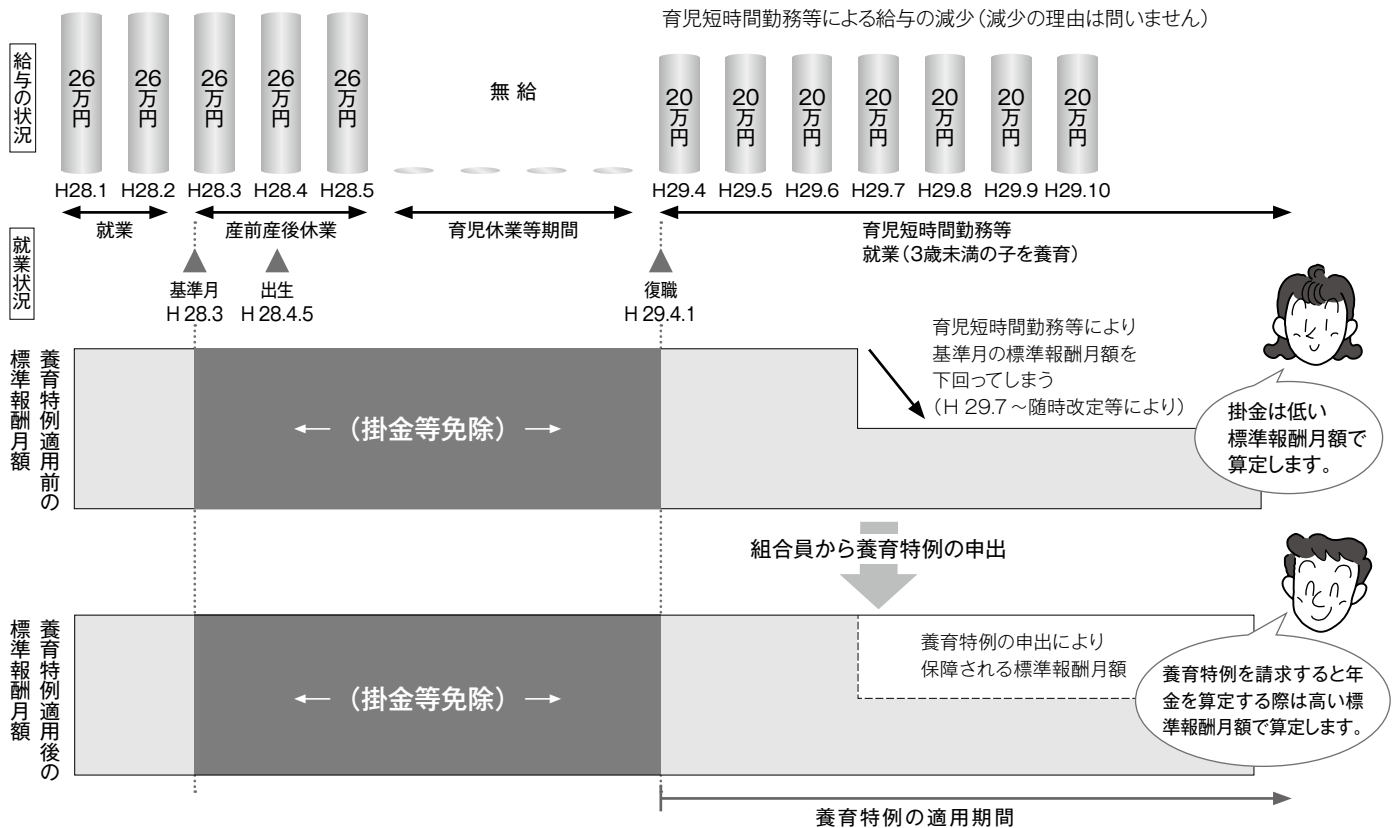 育児短時間勤務等による給与の減少（減少の理由は問いません）
給与の状況
26万円
26万円
26万円
26万円
26万円
無 給
20万円
20万円
20万円
20万円
20万円
20万円
20万円
H28.1
H28.2
H28.3
H28.4
H28.5
H29.4
H29.5
H29.6
H29.7
H29.8
H29.9
H29.10
就業状況
就業
産前産後休業
育児休業等期間
育児短時間勤務等
就業（3歳未満の子を養育）
基準月
H 28.3
出生
H 28.4.5
復職
H 29.4.1
養育特例適用前の
標準報酬月額
← （掛金等免除） →
育児短時間勤務等により
基準月の標準報酬月額を
下回ってしまう
（H 29.7～随時改定等により）
掛金は低い
標準報酬月額で
算定します。
組合員から養育特例の申出
養育特例適用後の
標準報酬月額
← （掛金等免除） →
養育特例の申出により
保障される標準報酬月額
養育特例を請求すると年
金を算定する際は高い標
準報酬月額で算定します。
養育特例の適用期間